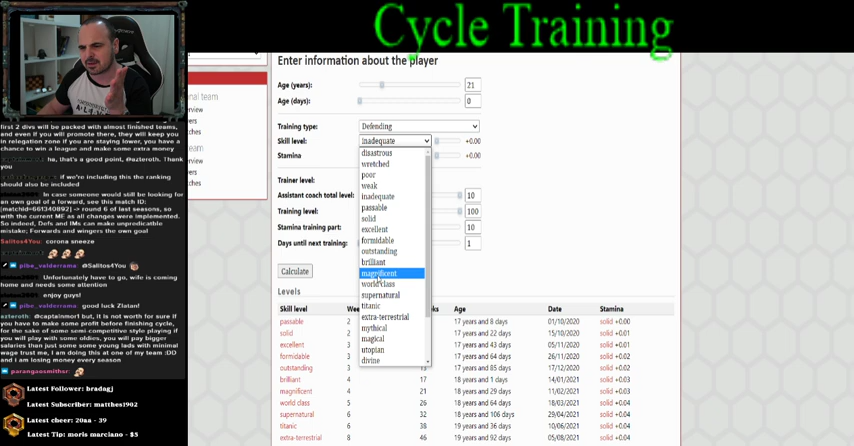 Cycle Training
Enter information about the player
Age (years):
21
Age (days):
0
Training type:
Defending
Skill level:
inadequate
+0.00
Stamina
+0.00
Trainer level:
Assistant coach total level:
10
Training level:
100
Stamina training part:
10
Days until next training:
1
Calculate
disastrous
wretched
poor
weak
inadequate
passable
solid
excellent
formidable
outstanding
brilliant
magnificent
world class
supernatural
titanic
extra-terrestrial
mythical
magical
utopian
divine
Levels
Skill level
Age
Date
Stamina
passable 2 17 years and 8 days 01/10/2020 solid +0.00
solid 2 17 years and 22 days 15/10/2020 solid +0.01
excellent 3 17 years and 43 days 05/11/2020 solid +0.01
formidable 3 17 years and 64 days 26/11/2020 solid +0.02
outstanding 13 17 years and 85 days 17/12/2020 solid +0.02
brilliant 4 17 18 years and 1 days 14/01/2021 solid +0.03
magnificent 4 21 18 years and 29 days 11/02/2021 solid +0.03
world class 5 26 18 years and 64 days 18/03/2021 solid +0.04
supernatural 6 32 18 years and 106 days 29/04/2021 solid +0.04
titanic 6 38 19 years and 36 days 10/06/2021 solid +0.04
extra-terrestrial 8 46 19 years and 92 days 05/08/2021 solid +0.04
onal team
erview
yers
tches
eam
erview
yers
tches
first 2 divs will be packed with almost finished teams,
and even if you will promote there, they will keep you
in relegation zone if you are staying lower, you have a
chance to win a league and make some extra money
ha, that's a good point, @azteroth. Thank
you
if we're including this the ranking
should also be included
In case someone would still be looking for
an own goal of a forward, see this match ID:
[matchid=661340892] -> round 6 of last seasons, so
with the current ME as all changes were implemented.
So indeed, Defs and IMs can make unpredicatble
mistake; Forwards and wingers the own goal
Salitos4You: corona sneeze
pibe_valderrama: @Salitos4You
Unfortunately have to go, wife is coming
home and needs some attention
enjoy guys!
pibe_valderrama: good luck Zlatan!
azteroth: @captainmor1 but, it is not worth for sure if
you have to make some profit before finishing cycle,
for the sake of some semi competitive style playing if
you will play with some oldies, you will pay bigger
salaries than just some some young lads with minimal
wage trust me, I am doing this at one of my team :DD
and I am losing money every season
parangaosmithsr:
Latest Follower: bradagj
Latest Subscriber: matthes1902
Latest cheer: 20aa - 39
Latest Tip: moris marciano - $5